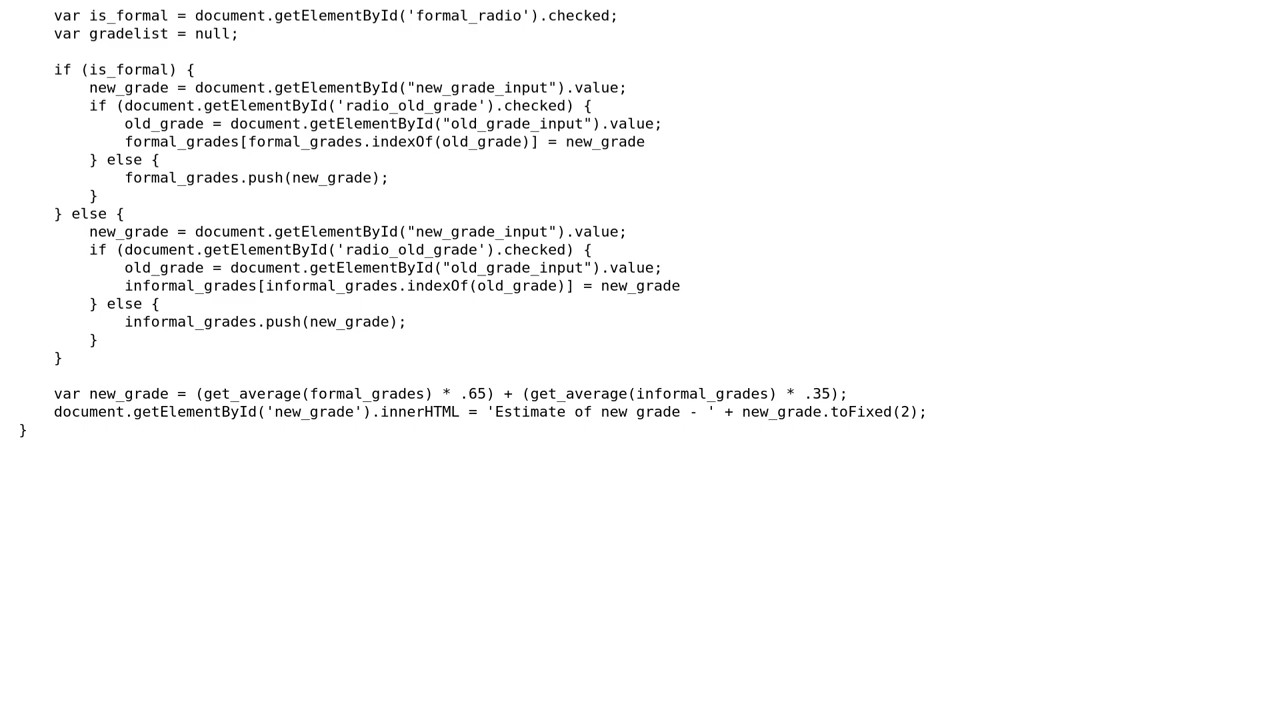 var is_formal = document.getElementById('formal_radio').checked;
var gradelist = null;
if (is_formal) {
new_grade = document.getElementById("new_grade_input").value;
if (document.getElementById('radio_old_grade').checked) {
old_grade = document.getElementById("old_grade_input").value;
formal_grades[formal_grades.indexOf(old_grade)] = new_grade
} else {
formal_grades.push(new_grade);
}
} else {
new_grade = document.getElementById("new_grade_input").value;
if (document.getElementById('radio_old_grade').checked) {
old_grade = document.getElementById("old_grade_input").value;
informal_grades[informal_grades.indexOf(old_grade)] = new_grade
} else {
informal_grades.push(new_grade);
}
}
var new_grade = (get_average(formal_grades) * .65) + (get_average(informal_grades) * .35);
document.getElementById('new_grade').innerHTML = 'Estimate of new grade - ' + new_grade.toFixed(2);
}